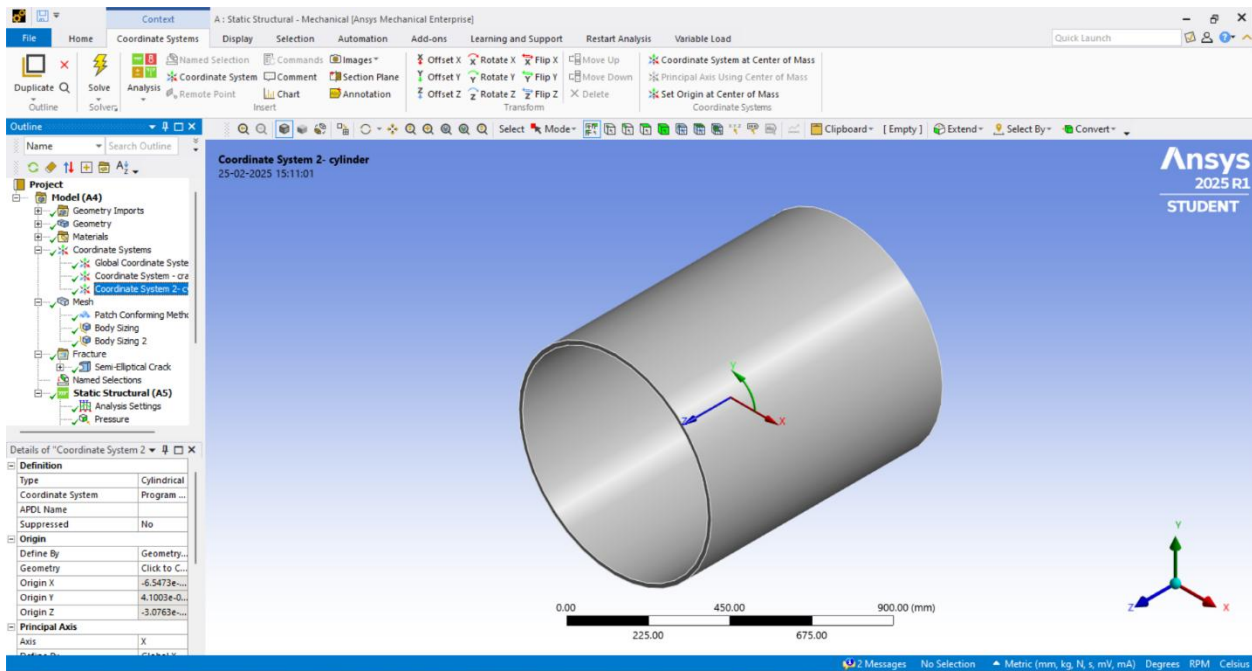 Context
A : Static Structural - Mechanical [Ansys Mechanical Enterprise]
File Home Coordinate Systems Display Selection Automation Add-ons Learning and Support Restart Analysis Variable Load
Quick Launch
Duplicate
Outline
Solve
Solvers
Analysis
Named Selection
Coordinate System
Remote Point
Commands
Comment
Chart
Images
Section Plane
Annotation
Insert
Offset X Rotate X Flip X
Offset Y Rotate Y Flip Y
Offset Z Rotate Z Flip Z
Move Up
Move Down
Delete
Transform
Coordinate System at Center of Mass
Principal Axis Using Center of Mass
Set Origin at Center of Mass
Coordinate Systems
Outline
Select Mode Clipboard [ Empty ] Extend Select By Convert
Name Search Outline
Project
Model (A4)
Geometry Imports
Geometry
Materials
Coordinate Systems
Global Coordinate Syste
Coordinate System - cra
Coordinate System 2- c
Mesh
Patch Conforming Metho
Body Sizing
Body Sizing 2
Fracture
Semi-Elliptical Crack
Named Selections
Static Structural (A5)
Analysis Settings
Pressure
Details of "Coordinate System 2
Definition
Type Cylindrical
Coordinate System Program ...
APDL Name
Suppressed No
Origin
Define By Geometry...
Geometry Click to C...
Origin X -6.5473e-...
Origin Y 4.1003e-0...
Origin Z -3.0763e-...
Principal Axis
Axis X
Coordinate System 2- cylinder
25-02-2025 15:11:01
Ansys
2025 R1
STUDENT
Y
Z
X
0.00 450.00 900.00 (mm)
225.00 675.00
Y
Z
X
2 Messages No Selection Metric (mm, kg, N, s, mV, mA) Degrees RPM Celsius